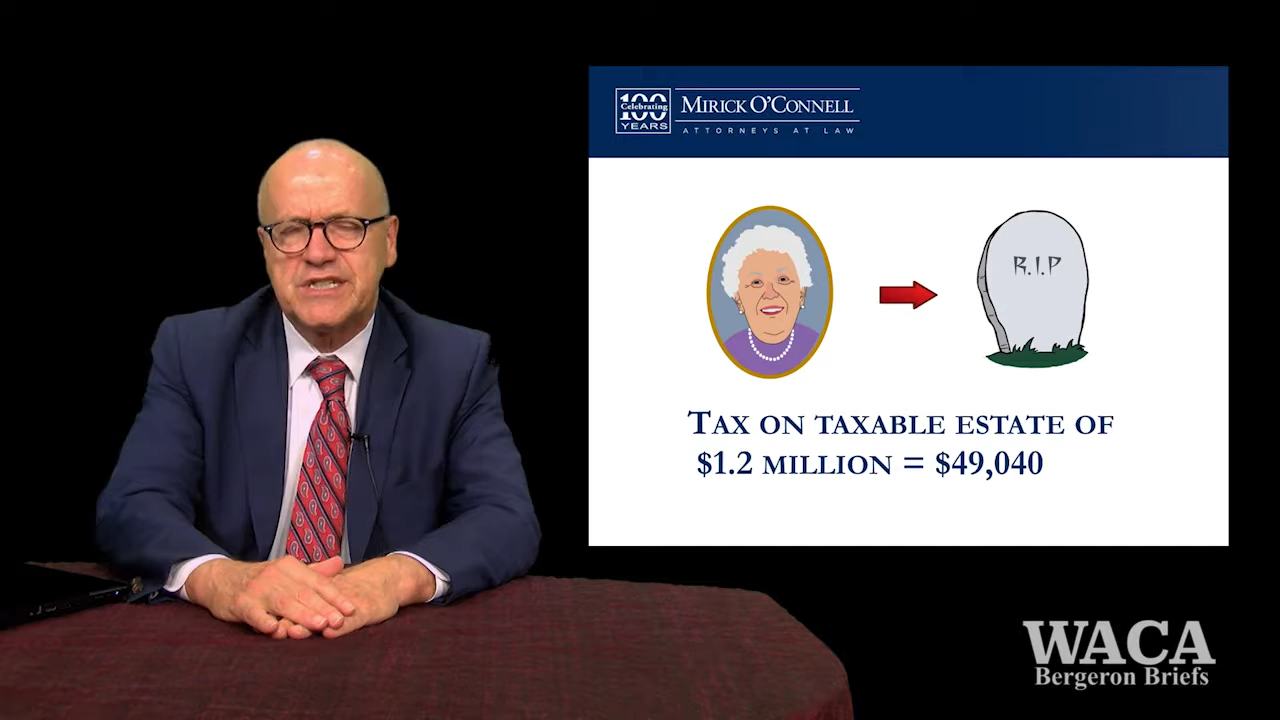 Celebrating
100
YEARS
MIRICK O'CONNELL
ATTORNEYS AT LAW
R.I.P
TAX ON TAXABLE ESTATE OF
$1.2 MILLION = $49,040
WACA
Bergeron Briefs